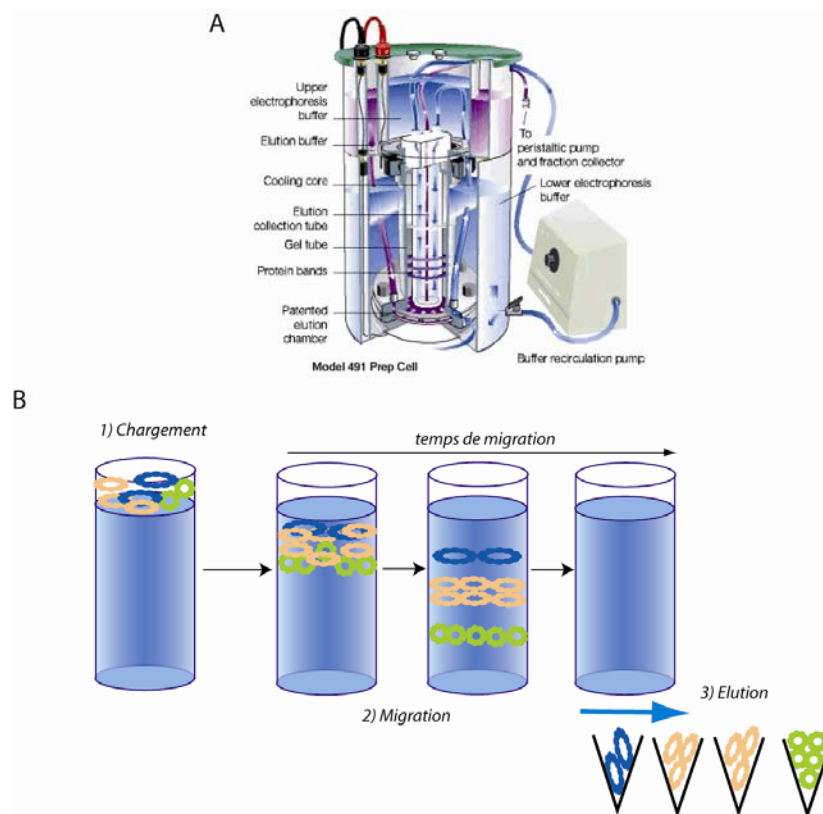 A
Upper
electrophoresis
buffer
Elution buffer
Cooling core
Elution
collection tube
Gel tube
Protein bands
Patented
elution
chamber
To
peristaltic pump
and fraction collector
Lower electrophoresis
buffer
Buffer recirculation pump
Model 491 Prep Cell
B
1) Chargement
temps de migration
2) Migration
3) Elution